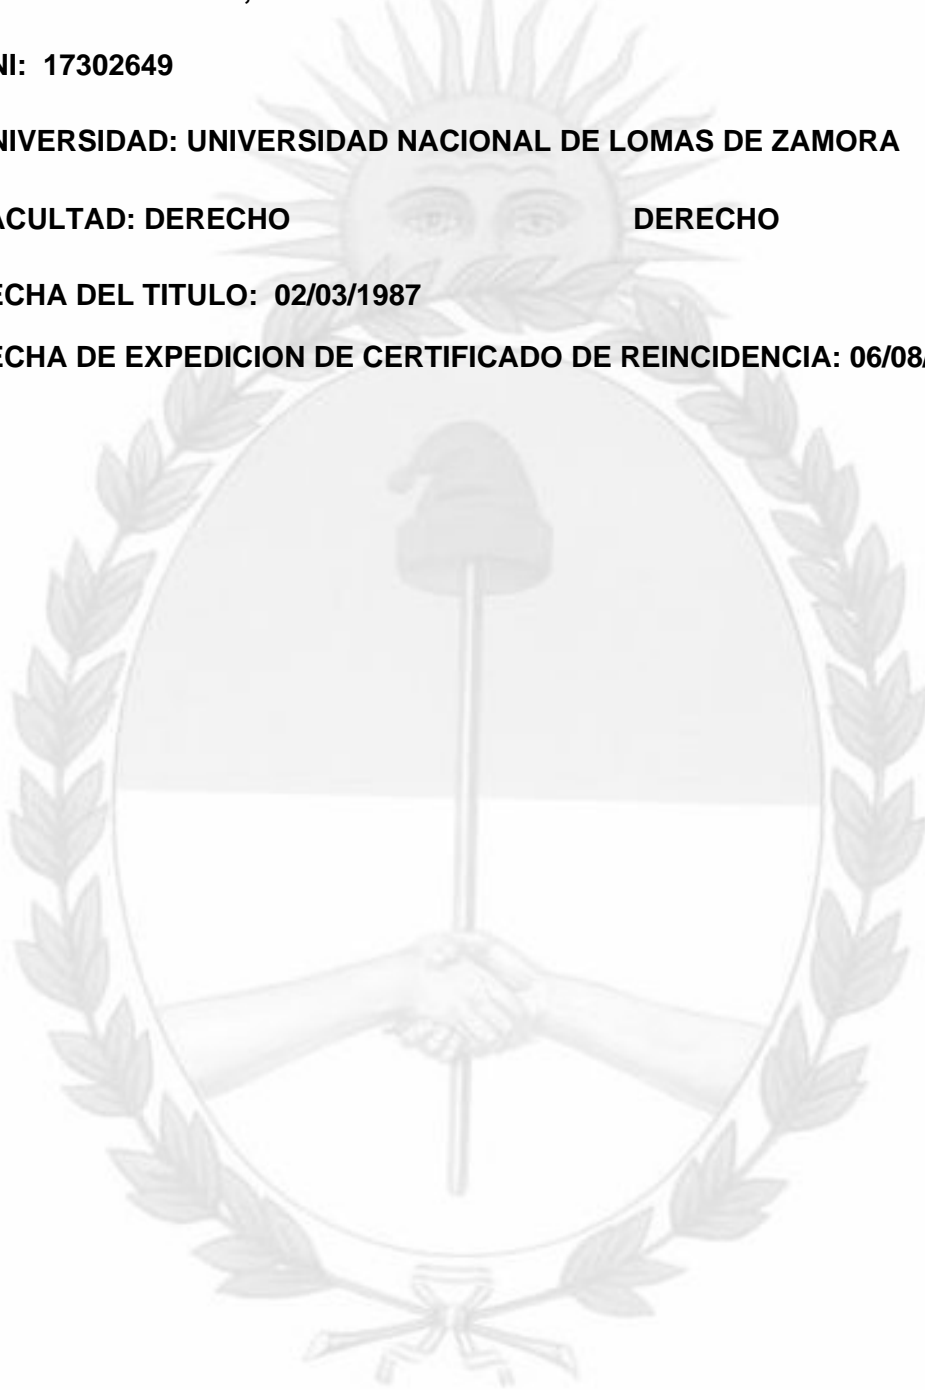 NI: 17302649
NIVERSIDAD: UNIVERSIDAD NACIONAL DE LOMAS DE ZAMORA
ACULTAD: DERECHO DERECHO
ECHA DEL TITULO: 02/03/1987
ECHA DE EXPEDICION DE CERTIFICADO DE REINCIDENCIA: 06/08/